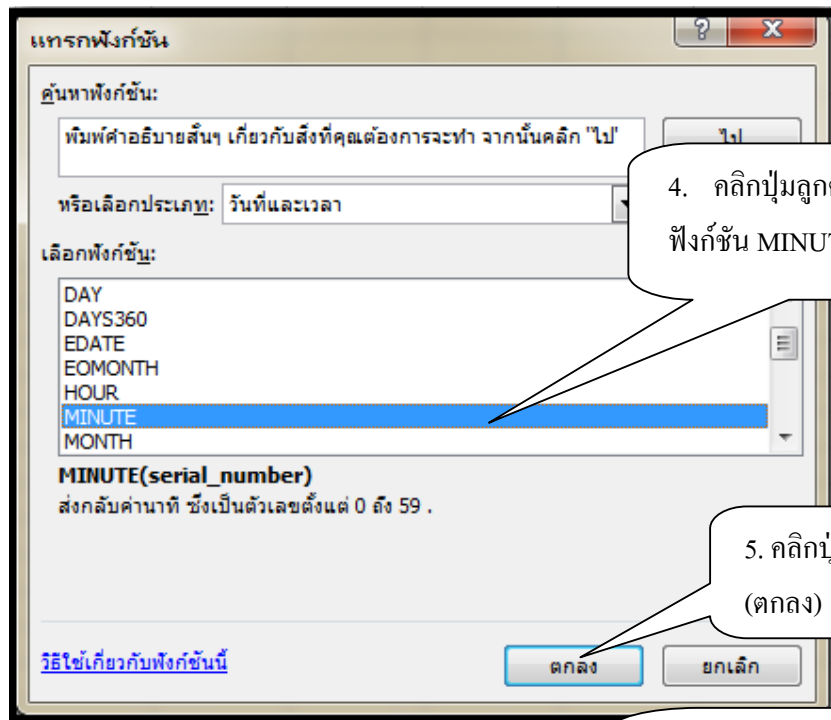 แทรกฟังก์ชัน
ค้นหาฟังก์ชัน:
พิมพ์คำอธิบายสั้นๆ เกี่ยวกับสิ่งที่คุณต้องการจะทำ จากนั้นคลิก "ไป"
ไป
หรือเลือกประเภท: วันที่และเวลา
4. คลิกปุ่ม
ฟังก์ชัน
เลือกฟังก์ชัน:
DAY
DAYS360
EDATE
EOMONTH
HOUR
MINUTE
MONTH
MINUTE(serial_number)
ส่งกลับค่านาที ซึ่งเป็นตัวเลขตั้งแต่ 0 ถึง 59 .
5. คลิก
(ตกลง)
วิธีใช้เกี่ยวกับฟังก์ชันนี้
ตกลง
ยกเลิก